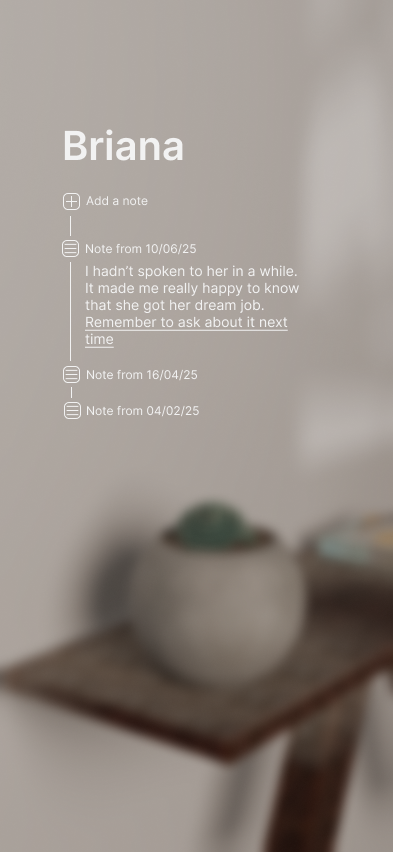 Briana
Add a note
Note from 10/06/25
I hadn’t spoken to her in a while.
It made me really happy to know
that she got her dream job.
Remember to ask about it next
time
Note from 16/04/25
Note from 04/02/25